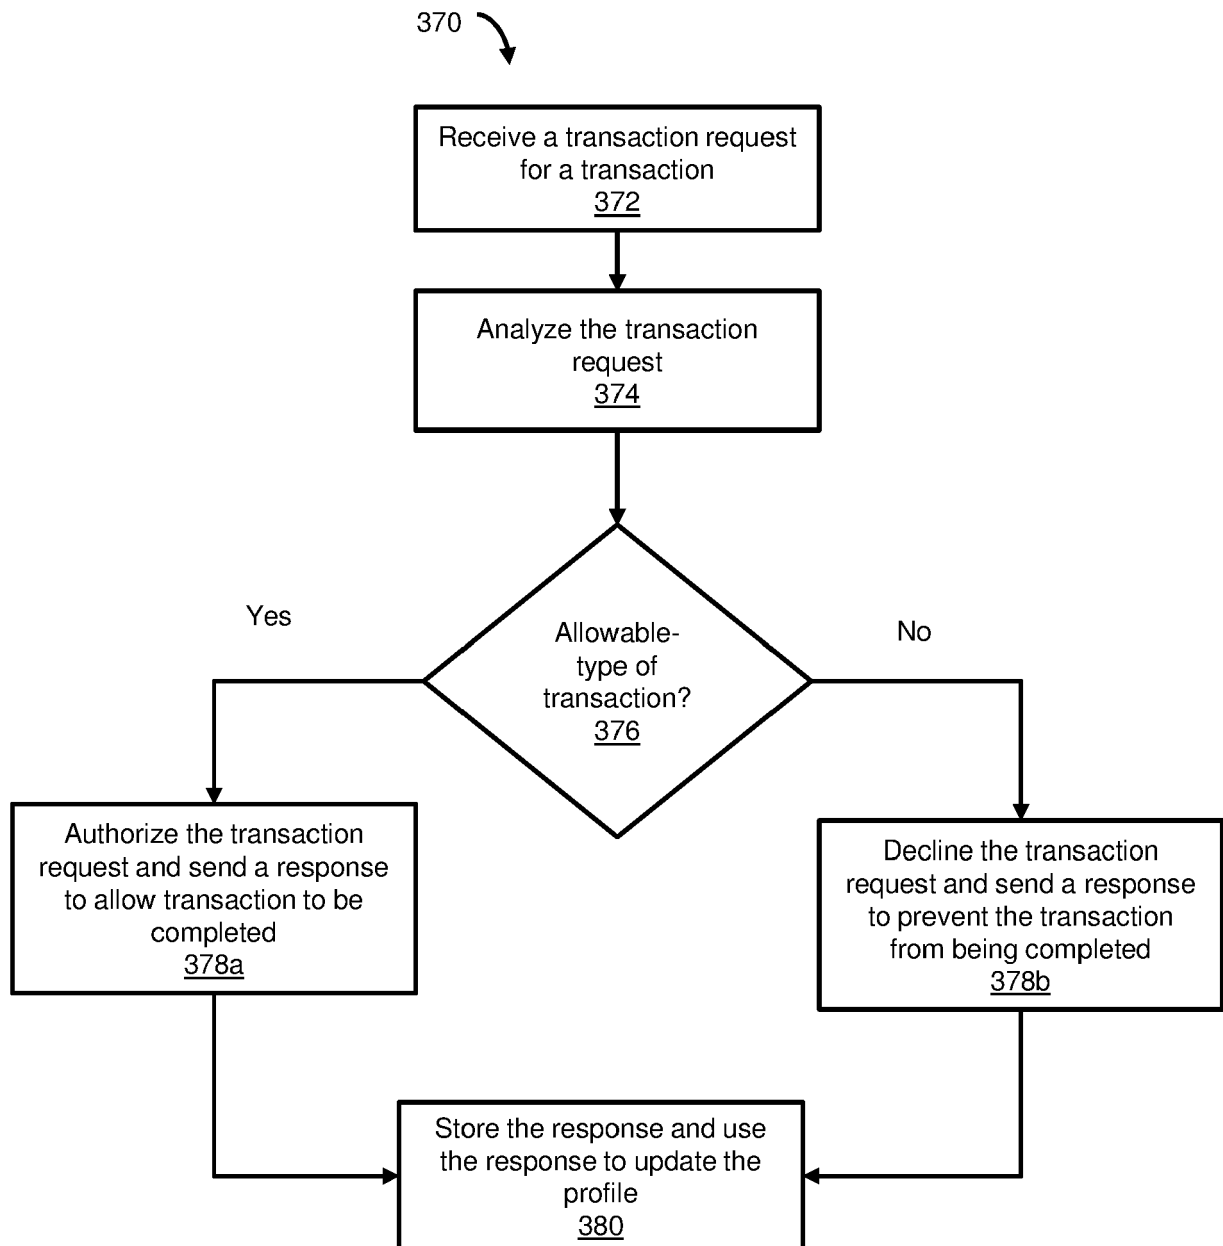 370
Receive a transaction request
for a transaction
372
Analyze the transaction
request
374
Yes
No
Allowable-
type of
transaction?
376
Authorize the transaction
request and send a response
to allow transaction to be
completed
378a
Decline the transaction
request and send a response
to prevent the transaction
from being completed
378b
Store the response and use
the response to update the
profile
380